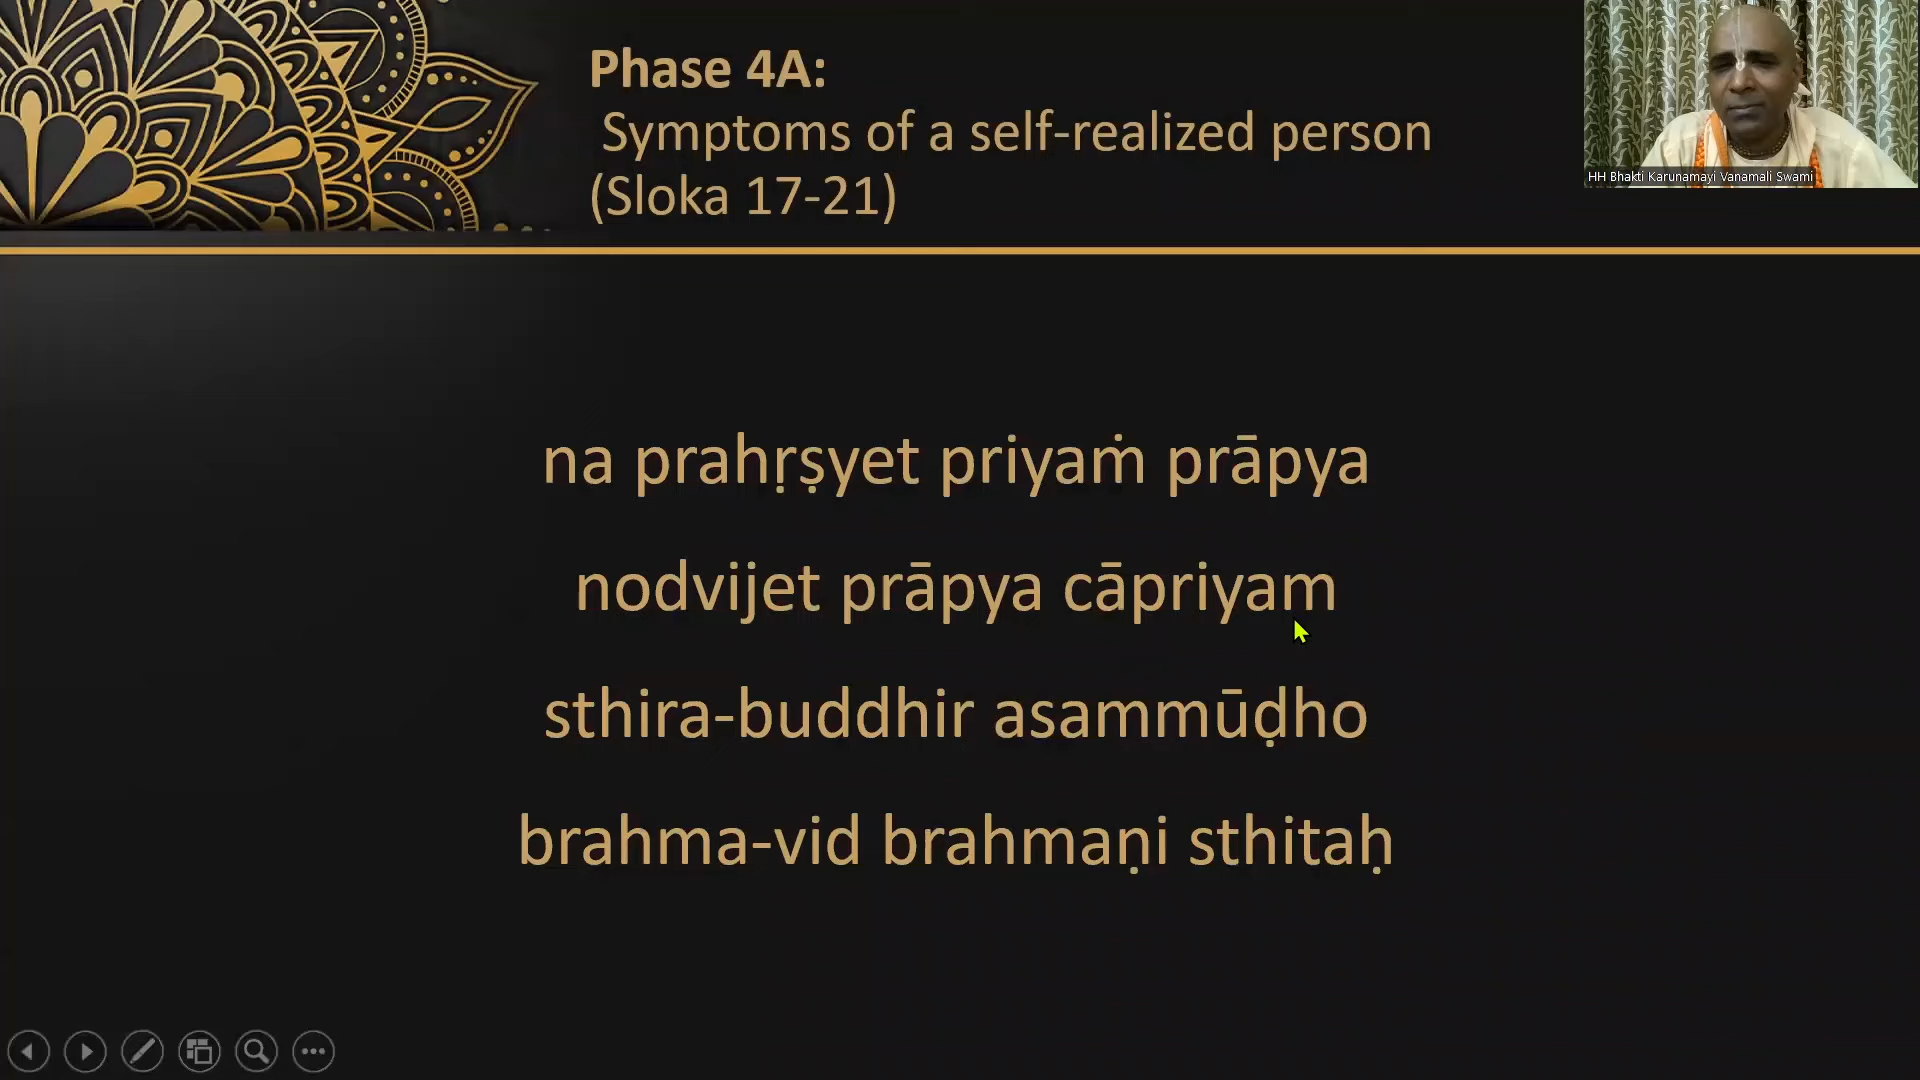 Phase 4A:
Symptoms of a self-realized person
(Sloka 17-21)
HH Bhakti Karunamayi Vanamali Swami
na prahṛṣyet priyaṁ prāpya
nodvijet prāpya cāpriyam
sthira-buddhir asammūḍho
brahma-vid brahmaṇi sthitaḥ